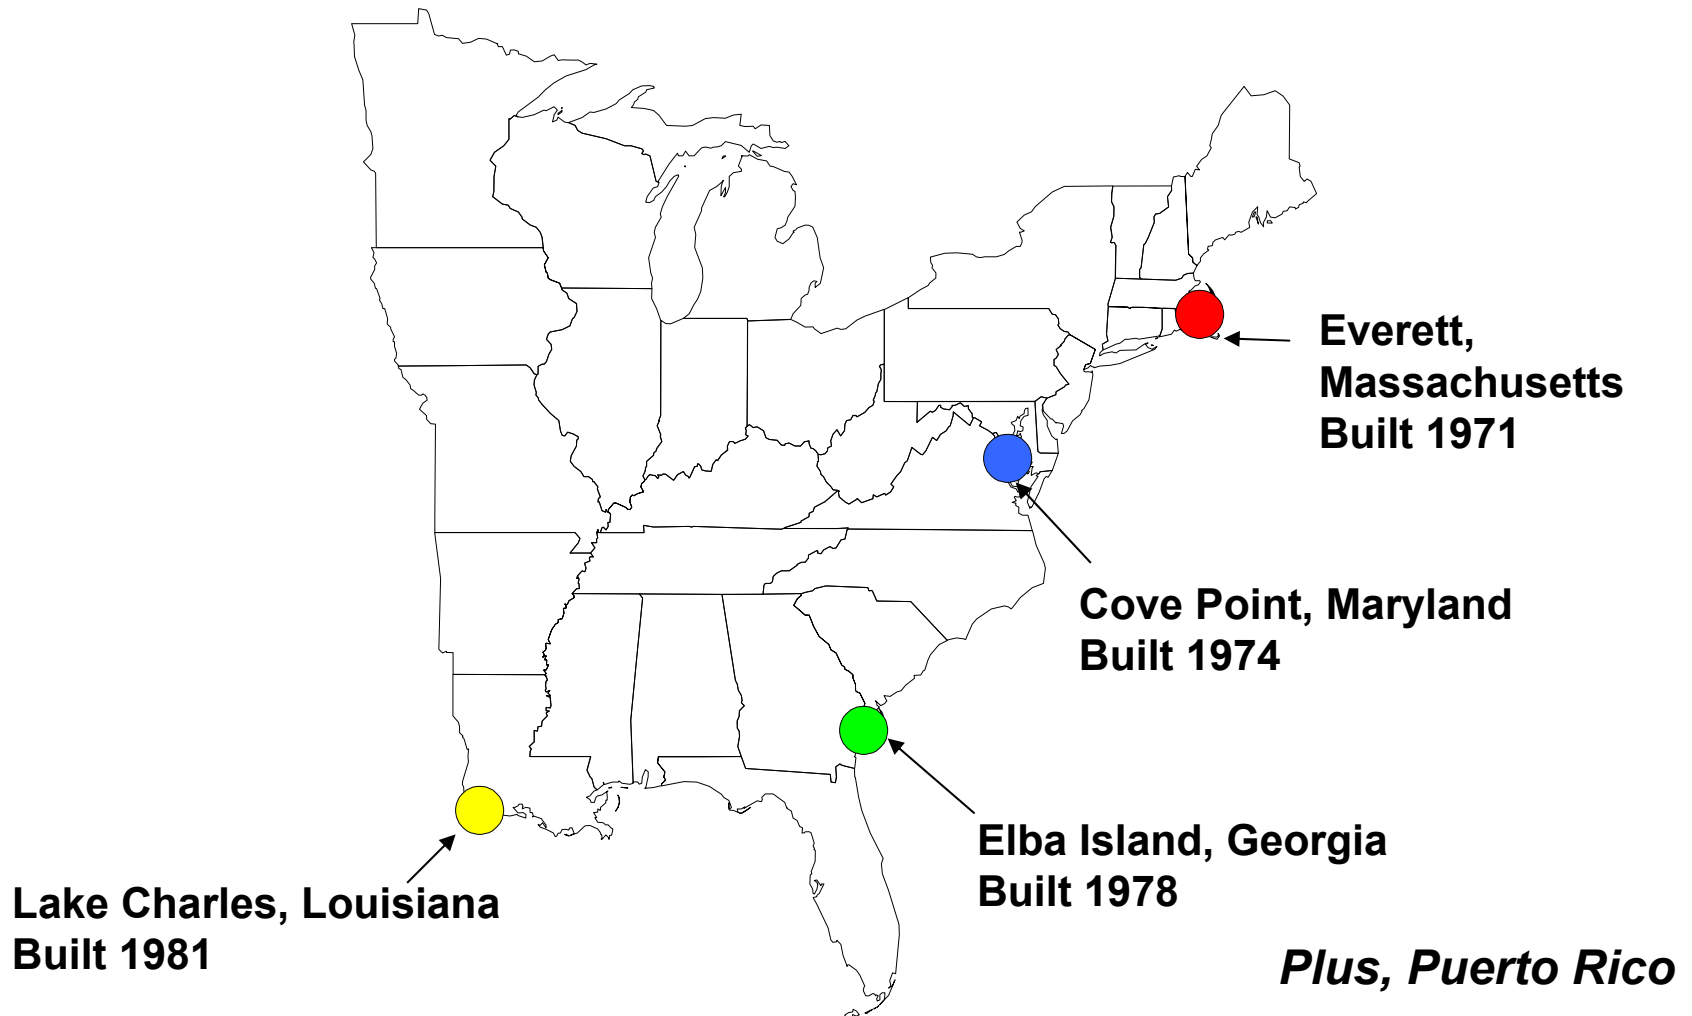 Everett,
Massachusetts
Built 1971
Cove Point, Maryland
Built 1974
Elba Island, Georgia
Built 1978
Lake Charles, Louisiana
Built 1981
Plus, Puerto Rico